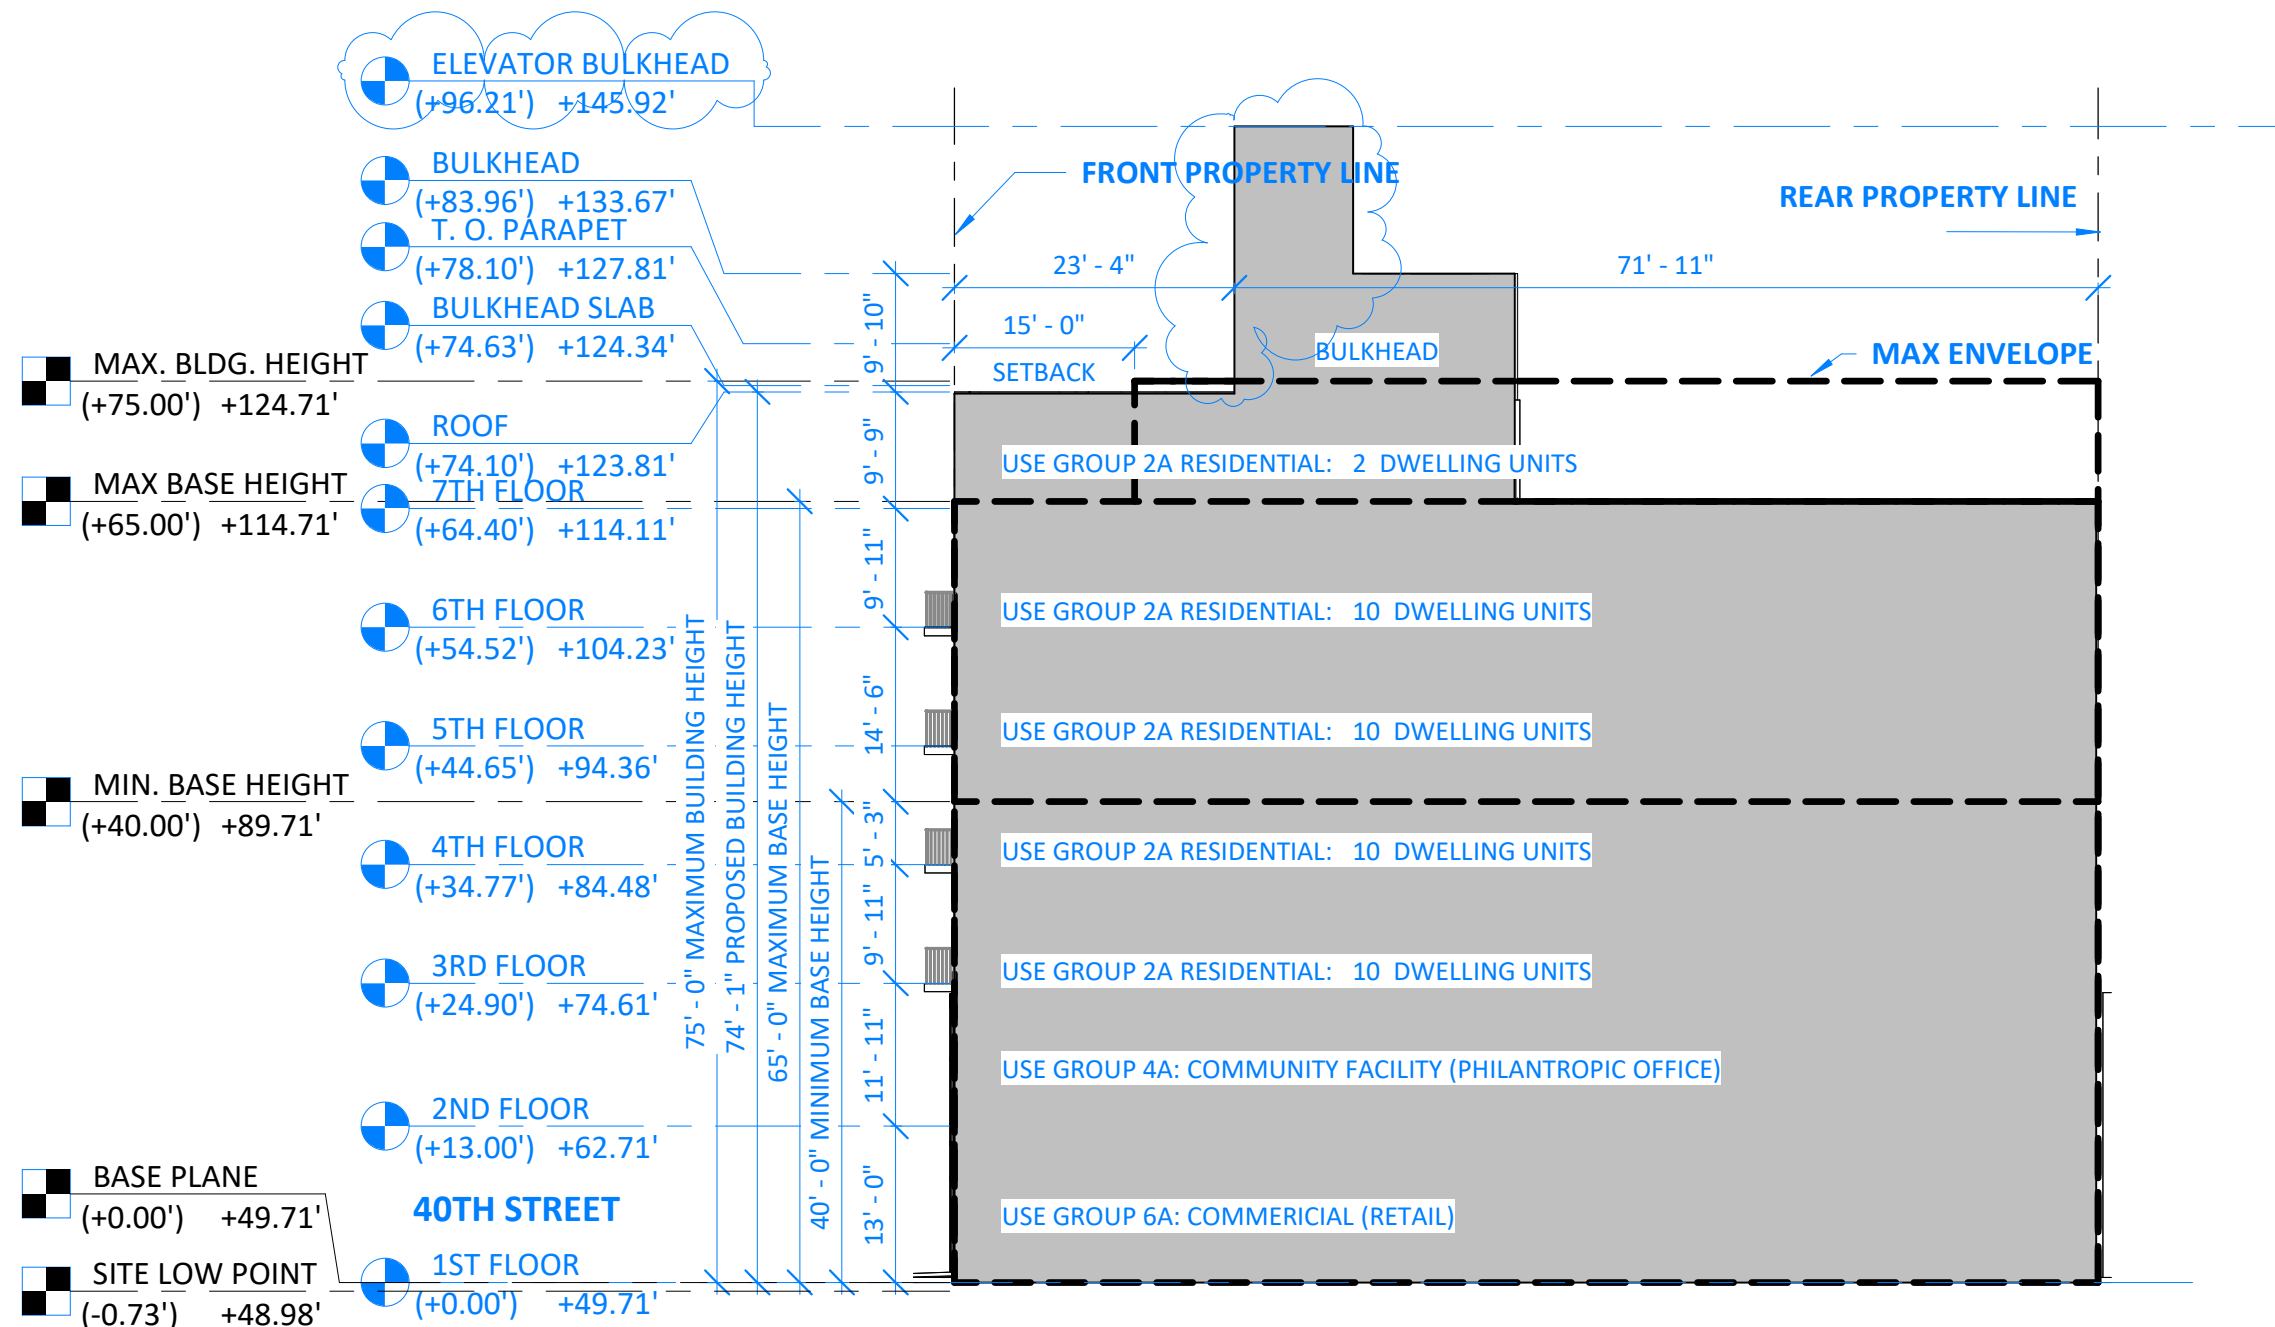 ELEVATOR BULKHEAD
(+96.21') +145.92'
BULKHEAD
(+83.96') +133.67'
T. O. PARAPET
(+78.10') +127.81'
BULKHEAD SLAB
(+74.63') +124.34'
MAX. BLDG. HEIGHT
(+75.00') +124.71'
ROOF
(+74.10') +123.81'
MAX BASE HEIGHT
(+65.00') +114.71'
7TH FLOOR
(+64.40') +114.11'
6TH FLOOR
(+54.52') +104.23'
5TH FLOOR
(+44.65') +94.36'
MIN. BASE HEIGHT
(+40.00') +89.71'
4TH FLOOR
(+34.77') +84.48'
3RD FLOOR
(+24.90') +74.61'
2ND FLOOR
(+13.00') +62.71'
BASE PLANE
(+0.00') +49.71'
40TH STREET
1ST FLOOR
(+0.00') +49.71'
SITE LOW POINT
(-0.73') +48.98'
75' - 0" MAXIMUM BUILDING HEIGHT
74' - 1" PROPOSED BUILDING HEIGHT
65' - 0" MAXIMUM BASE HEIGHT
40' - 0" MINIMUM BASE HEIGHT
9' - 10"
9' - 9"
9' - 11"
14' - 6"
5' - 3"
9' - 11"
11' - 11"
13' - 0"
FRONT PROPERTY LINE
REAR PROPERTY LINE
23' - 4"
71' - 11"
15' - 0"
SETBACK
BULKHEAD
MAX ENVELOPE
USE GROUP 2A RESIDENTIAL: 2 DWELLING UNITS
USE GROUP 2A RESIDENTIAL: 10 DWELLING UNITS
USE GROUP 2A RESIDENTIAL: 10 DWELLING UNITS
USE GROUP 2A RESIDENTIAL: 10 DWELLING UNITS
USE GROUP 2A RESIDENTIAL: 10 DWELLING UNITS
USE GROUP 4A: COMMUNITY FACILITY (PHILANTROPIC OFFICE)
USE GROUP 6A: COMMERICIAL (RETAIL)